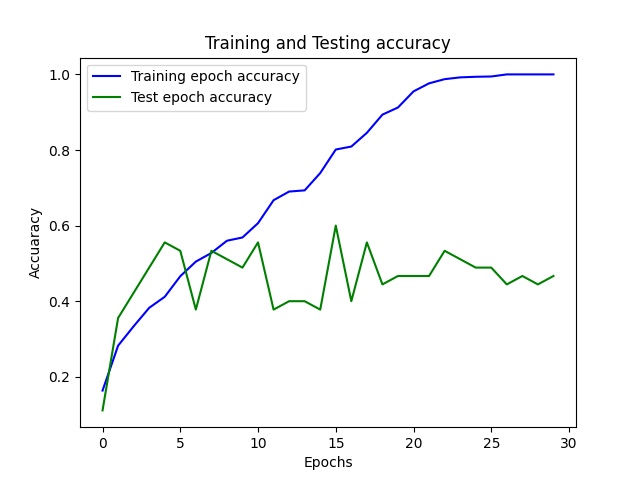 Training and Testing accuracy
Training epoch accuracy
Test epoch accuracy
1.0
0.8
0.6
0.4
0.2
Accuaracy
0 5 10 15 20 25 30
Epochs